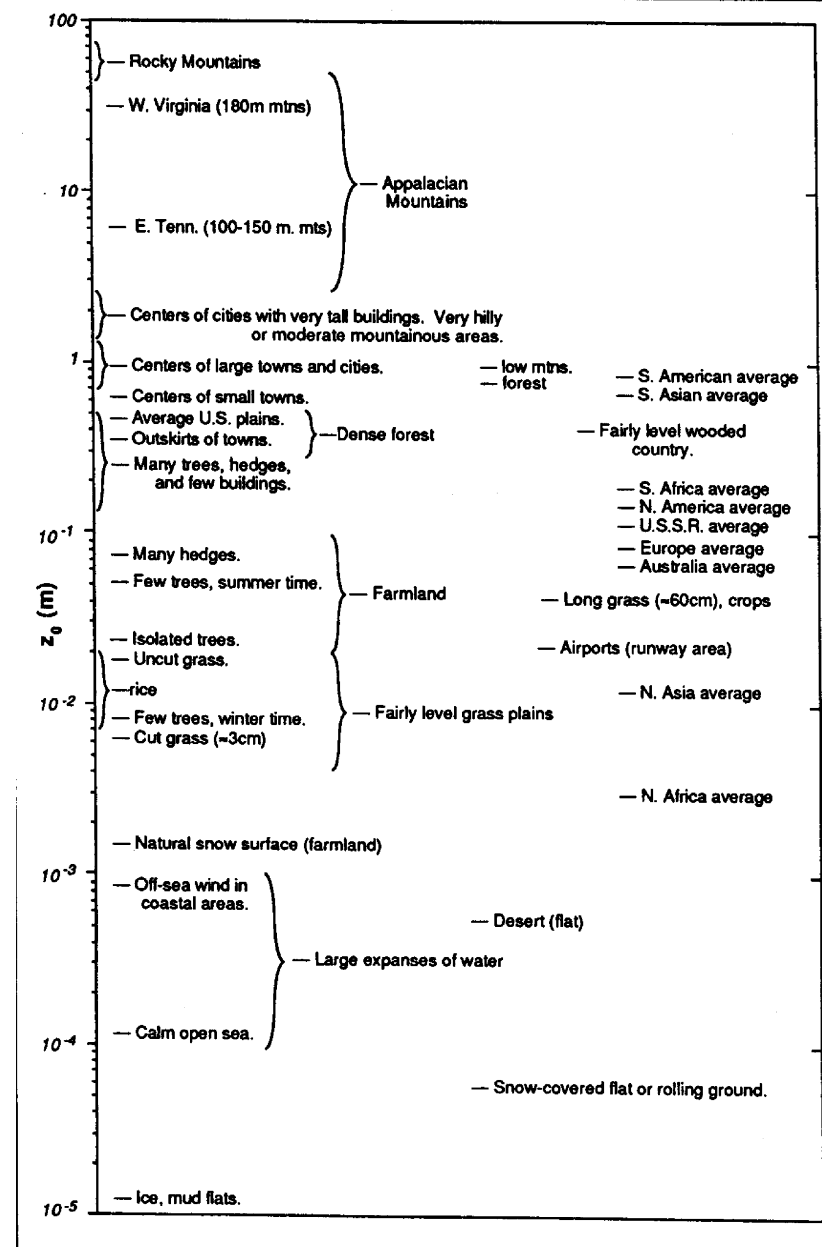 100
Rocky Mountains
W. Virginia (180m mtns)
10
Appalacian
Mountains
E. Tenn. (100-150 m. mts)
Centers of cities with very tall buildings. Very hilly
or moderate mountainous areas.
1
Centers of large towns and cities.
low mtns.
forest
S. American average
S. Asian average
Centers of small towns.
Average U.S. plains.
Outskirts of towns.
Dense forest
Fairly level wooded
country.
Many trees, hedges,
and few buildings.
S. Africa average
N. America average
U.S.S.R. average
10⁻¹
Europe average
Australia average
Many hedges.
Few trees, summer time.
Farmland
Long grass (≈60cm), crops
z₀ (m)
Isolated trees.
Uncut grass.
Airports (runway area)
rice
N. Asia average
10⁻²
Few trees, winter time.
Fairly level grass plains
Cut grass (≈3cm)
N. Africa average
Natural snow surface (farmland)
10⁻³
Off-sea wind in
coastal areas.
Desert (flat)
Large expanses of water
Calm open sea.
10⁻⁴
Snow-covered flat or rolling ground.
Ice, mud flats.
10⁻⁵